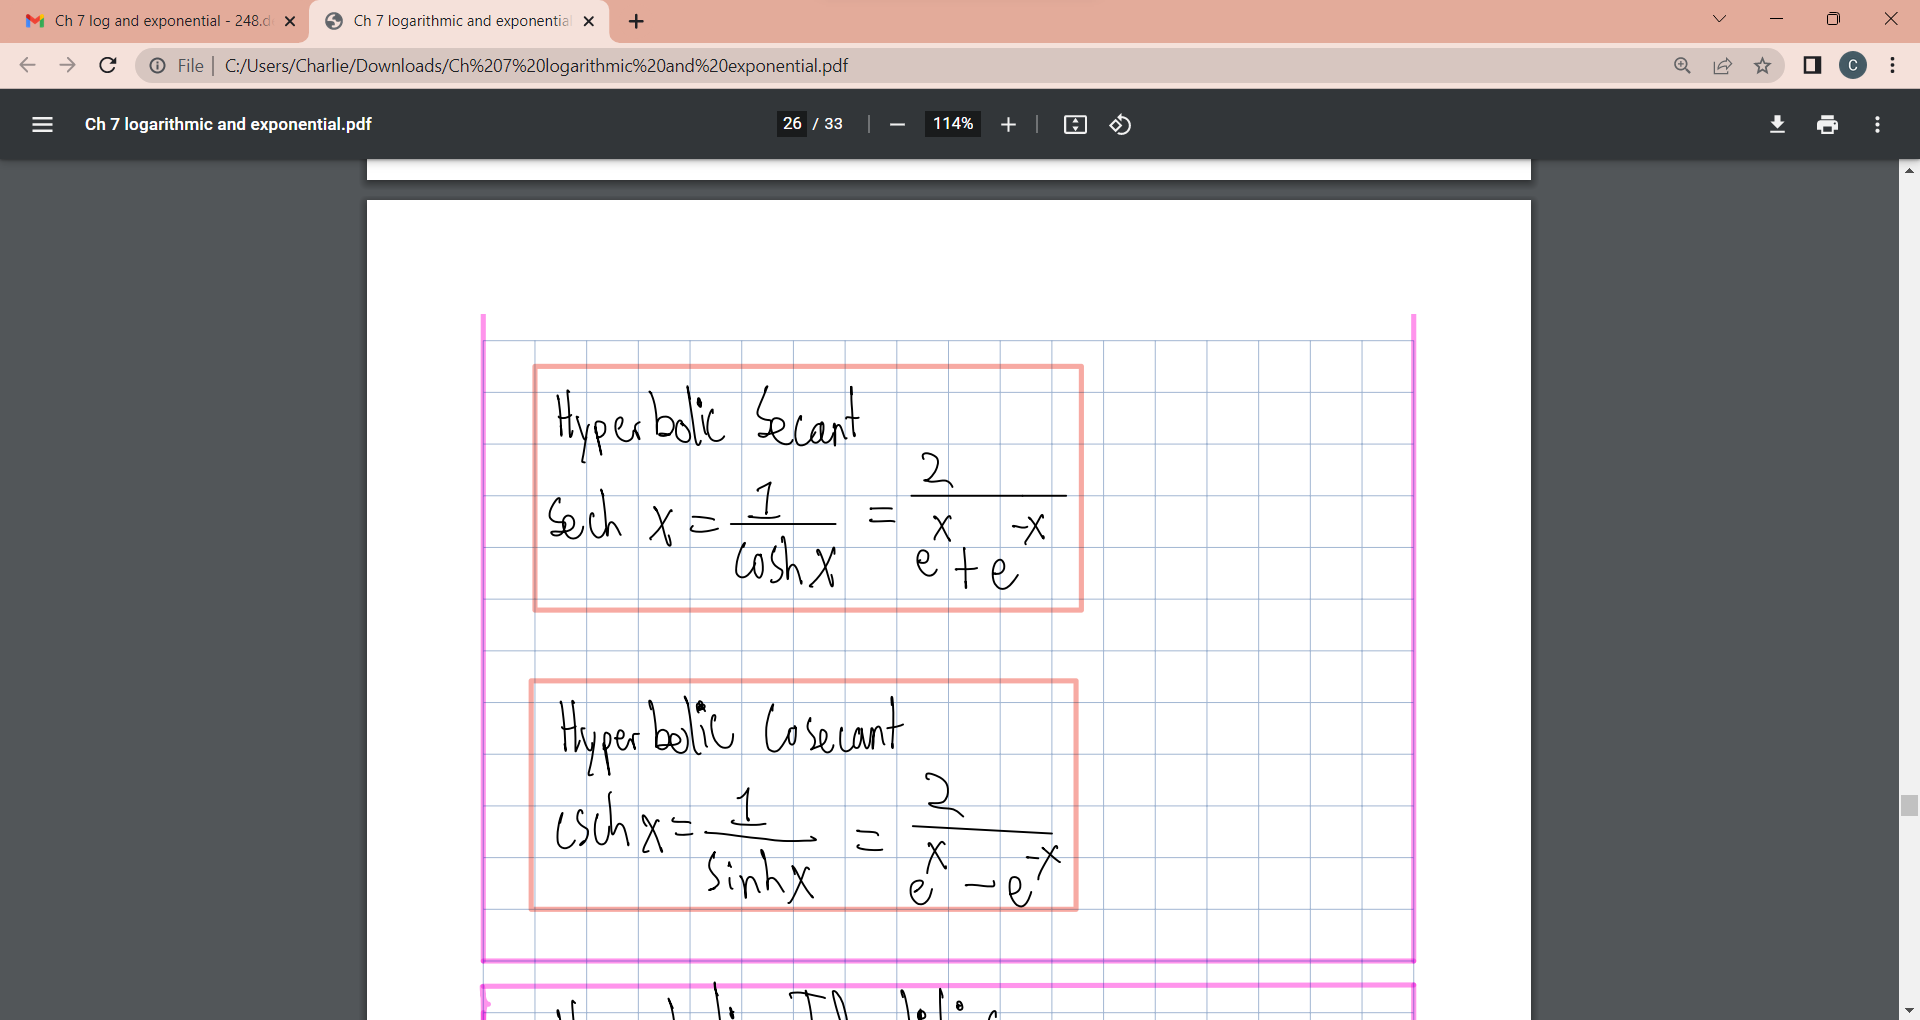 Ch 7 log and exponential - 248.d
Ch 7 logarithmic and exponential
File | C:/Users/Charlie/Downloads/Ch%207%20logarithmic%20and%20exponential.pdf
C
Ch 7 logarithmic and exponential.pdf
26 / 33
114%
Hyperbolic Secant
Sech x = 1/cosh x = 2/(e^x + e^-x)
Hyperbolic Cosecant
csch x = 1/sinh x = 2/(e^x - e^-x)